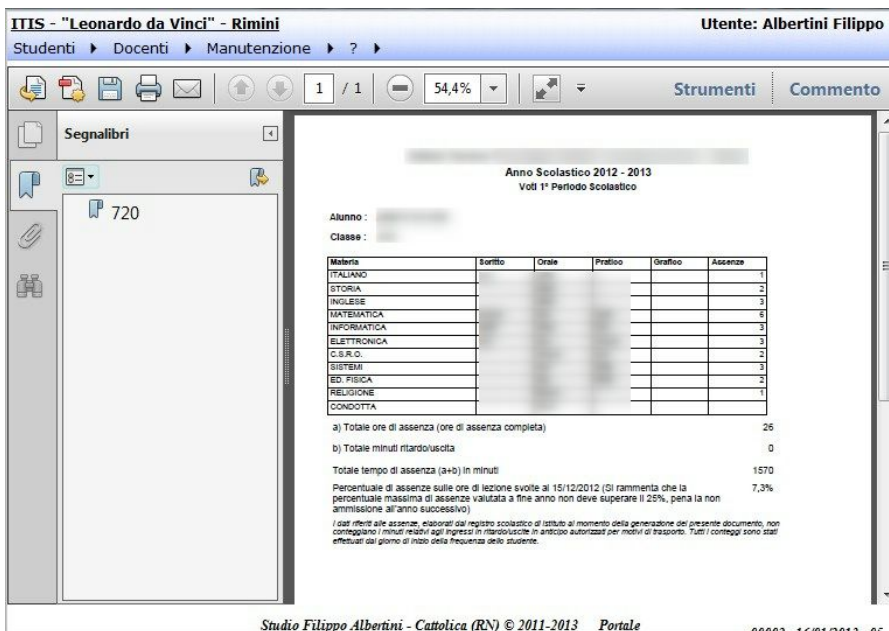 ITIS - "Leonardo da Vinci" - Rimini Utente: Albertini Filippo
Studenti Docenti Manutenzione ?
1 / 1 54,4% Strumenti Commento
Segnalibri
720
Anno Scolastico 2012 - 2013
Voti 1° Periodo Scolastico
Alunno :
Classe :
Materia Scritto Orale Pratico Grafico Assenze
ITALIANO 1
STORIA 2
INGLESE 3
MATEMATICA 6
INFORMATICA 3
ELETTRONICA 3
C.S.R.O. 2
SISTEMI 3
ED. FISICA 2
RELIGIONE 1
CONDOTTA
a) Totale ore di assenza (ore di assenza completa) 26
b) Totale minuti ritardo/uscita 0
Totale tempo di assenza (a+b) in minuti 1570
Percentuale di assenze sulle ore di lezione svolte al 15/12/2012 (Si rammenta che la 7,3%
percentuale massima di assenze valutata a fine anno non deve superare il 25%, pena la non
ammissione all'anno successivo)
I dati riferiti alle assenze, elaborati dal registro scolastico di Istituto al momento della generazione del presente documento, non
conteggiano i minuti relativi agli ingressi in ritardo/uscite in anticipo autorizzati per motivi di trasporto. Tutti i conteggi sono stati
effettuati dal giorno di inizio della frequenza dello studente.
Studio Filippo Albertini - Cattolica (RN) © 2011-2013 Portale